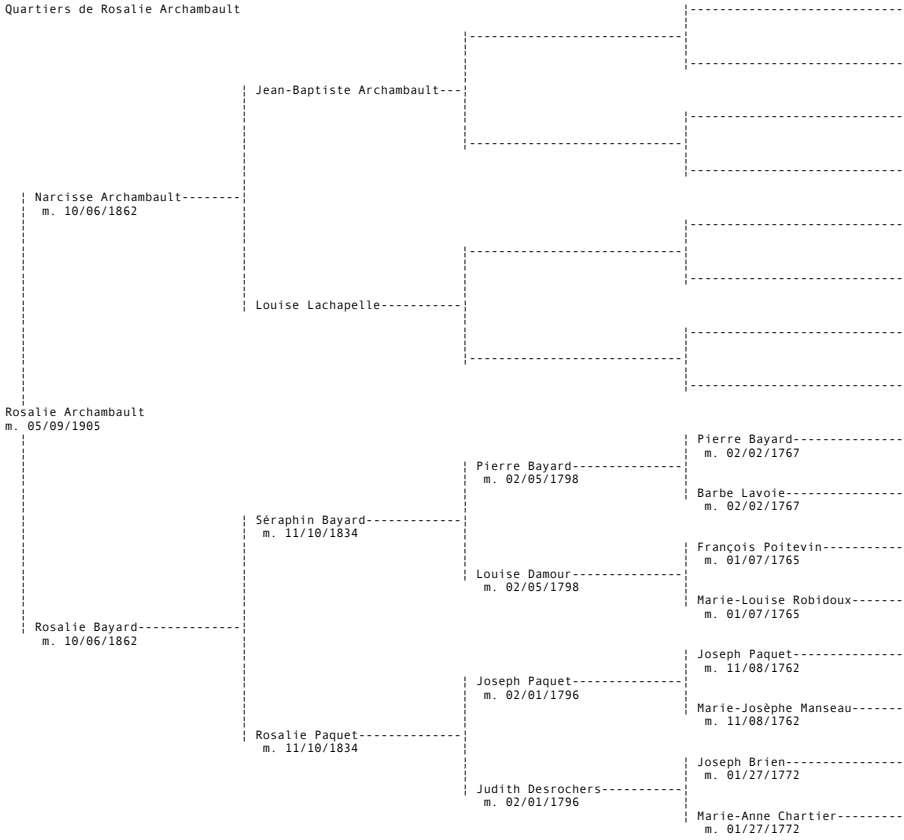 Quartiers de Rosalie Archambault
Jean-Baptiste Archambault
Narcisse Archambault
m. 10/06/1862
Louise Lachapelle
Rosalie Archambault
m. 05/09/1905
Pierre Bayard
m. 02/02/1767
Pierre Bayard
m. 02/05/1798
Barbe Lavoie
m. 02/02/1767
Séraphin Bayard
m. 11/10/1834
François Poitevin
m. 01/07/1765
Louise Damour
m. 02/05/1798
Marie-Louise Robidoux
m. 01/07/1765
Rosalie Bayard
m. 10/06/1862
Joseph Paquet
m. 11/08/1762
Joseph Paquet
m. 02/01/1796
Marie-Josèphe Manseau
m. 11/08/1762
Rosalie Paquet
m. 11/10/1834
Joseph Brien
m. 01/27/1772
Judith Desrochers
m. 02/01/1796
Marie-Anne Chartier
m. 01/27/1772